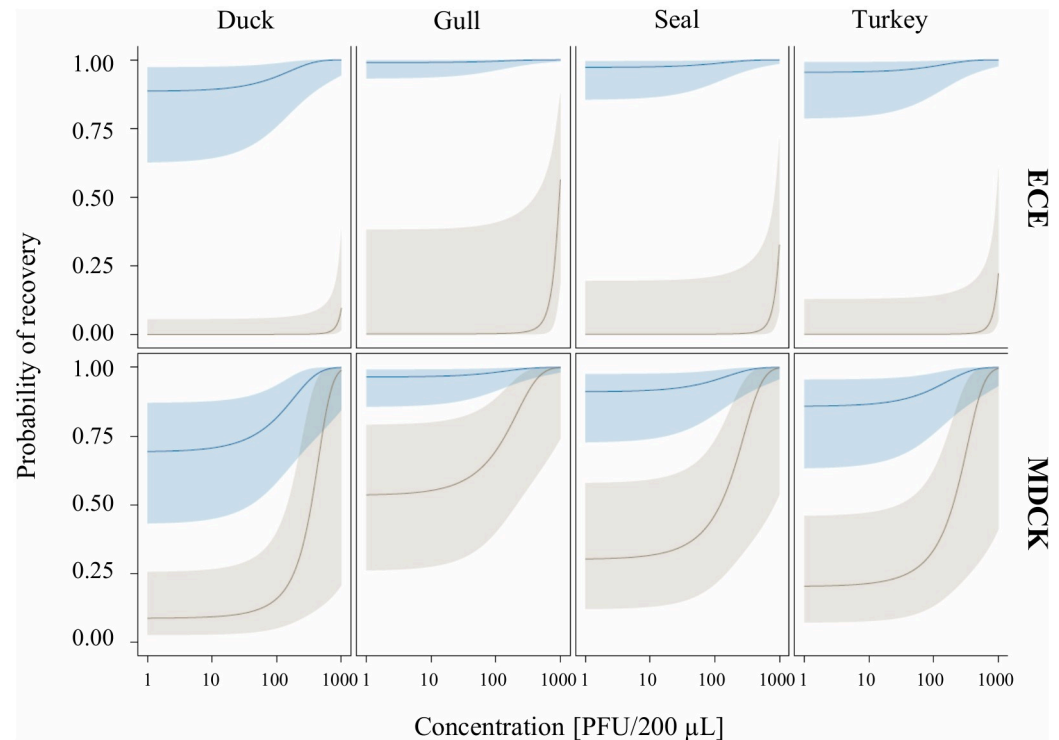 Duck Gull Seal Turkey
1.00
0.75
0.50
0.25
0.00
ECE
1.00
0.75
0.50
0.25
0.00
MDCK
Probability of recovery
1 10 100 1000 1 10 100 1000 1 10 100 1000 1 10 100 1000
Concentration [PFU/200 µL]